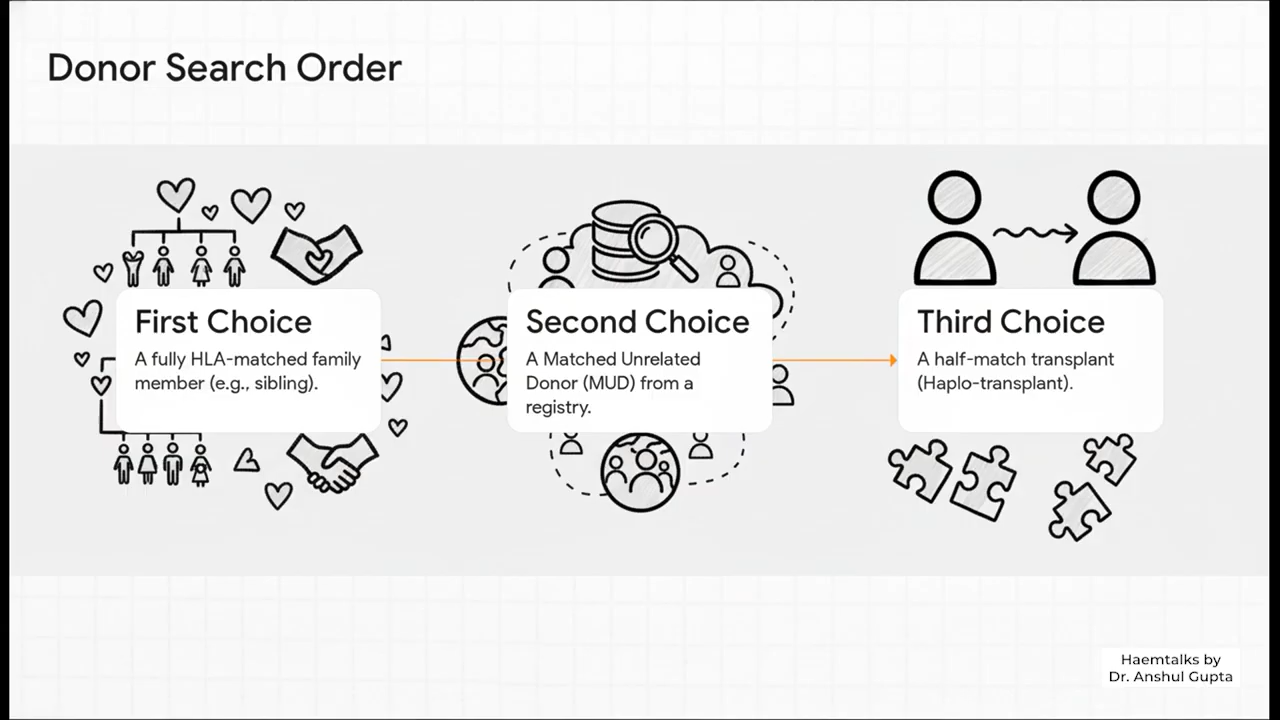 Donor Search Order
First Choice
A fully HLA-matched family
member (e.g., sibling).
Second Choice
A Matched Unrelated
Donor (MUD) from a
registry.
Third Choice
A half-match transplant
(Haplo-transplant).
Haemtalks by
Dr. Anshul Gupta